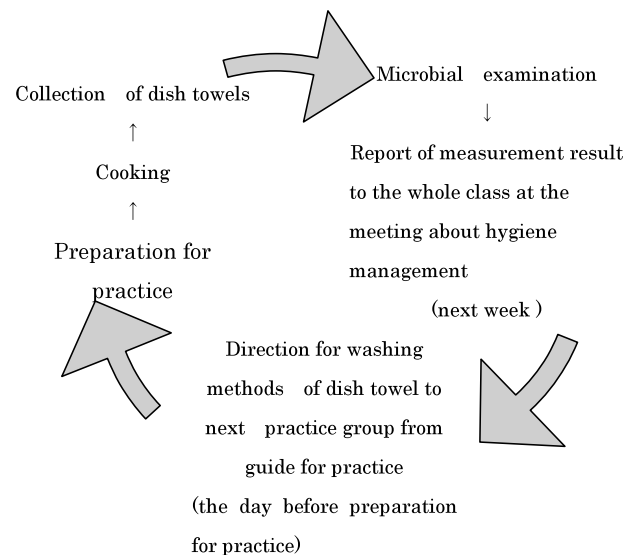 Collection of dish towels
↑
Cooking
↑
Preparation for
practice
Microbial examination
↓
Report of measurement result
to the whole class at the
meeting about hygiene
management
(next week )
Direction for washing
methods of dish towel to
next practice group from
guide for practice
(the day before preparation
for practice)